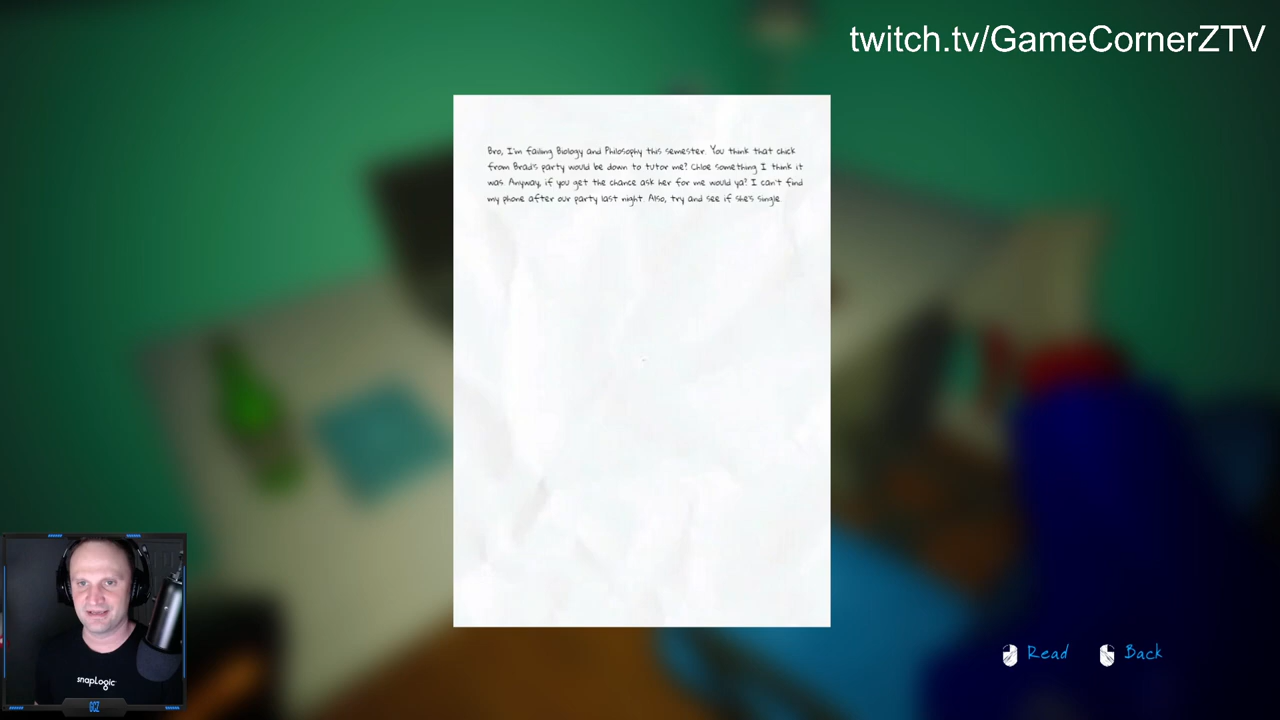 twitch.tv/GameCornerZTV
Bro, I'm failing Biology and Philosophy this semester. You think that chick
from Brad's party would be down to tutor me? Chloe something I think it
was. Anyway, if you get the chance ask her for me would ya? I can't find
my phone after our party last night. Also, try and see if she's single.
snapLogic
GCZ
Read
Back